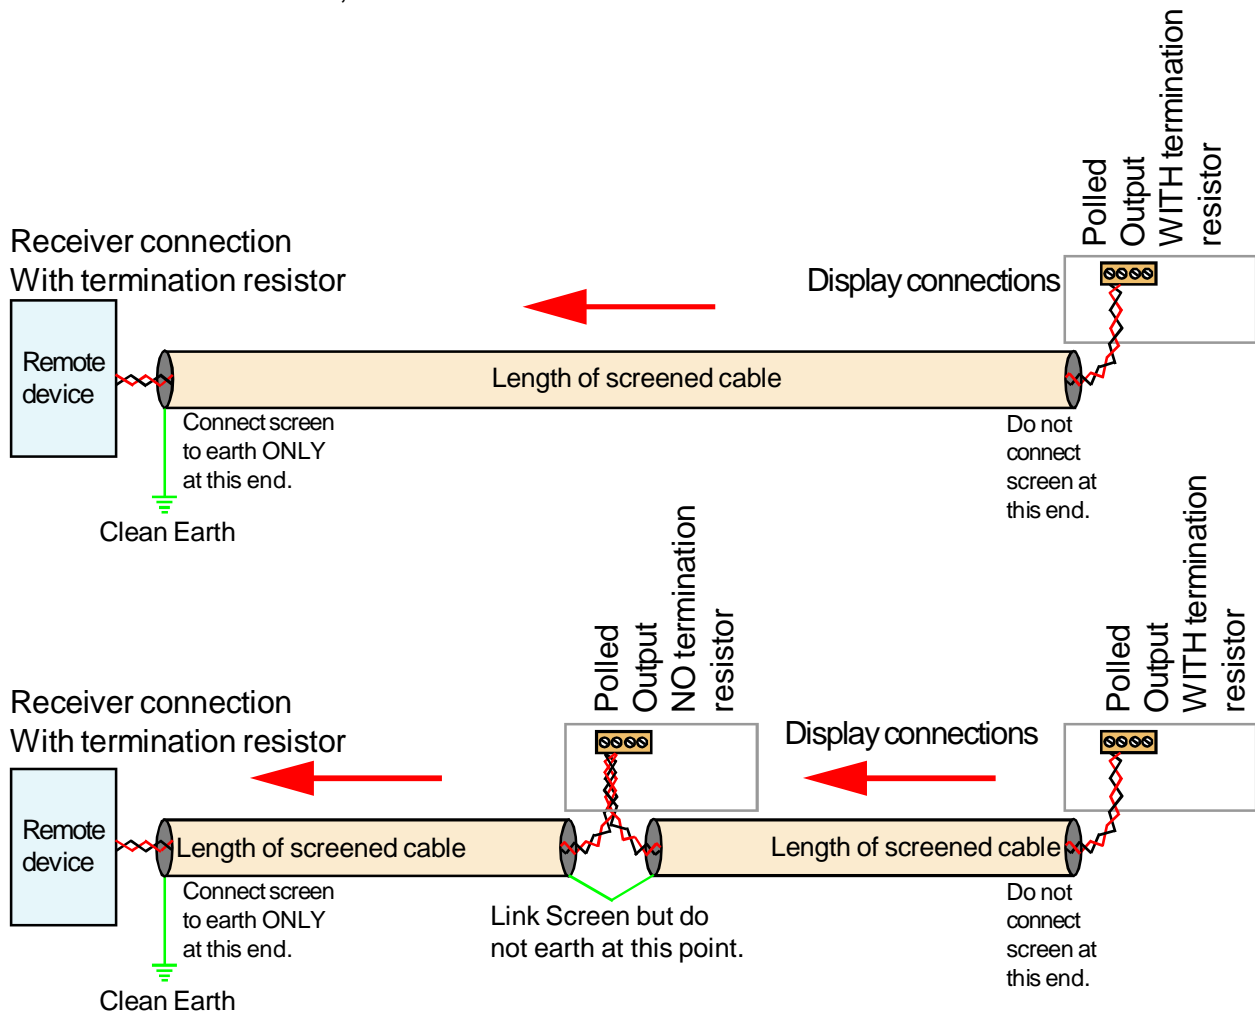 Polled
Output
WITH termination
resistor
Receiver connection
With termination resistor
Display connections
Remote
device
Length of screened cable
Connect screen
to earth ONLY
at this end.
Do not
connect
screen at
this end.
Clean Earth
Polled
Output
NO termination
resistor
Polled
Output
WITH termination
resistor
Receiver connection
With termination resistor
Display connections
Remote
device
Length of screened cable
Length of screened cable
Connect screen
to earth ONLY
at this end.
Link Screen but do
not earth at this point.
Do not
connect
screen at
this end.
Clean Earth